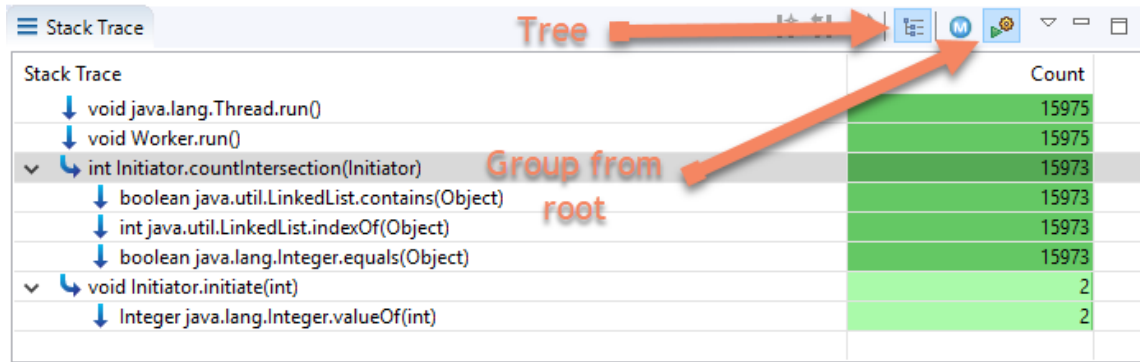 Stack Trace
Tree
M
Stack Trace Count
void java.lang.Thread.run() 15975
void Worker.run() 15975
int Initiator.countIntersection(Initiator) 15973
boolean java.util.LinkedList.contains(Object) 15973
int java.util.LinkedList.indexOf(Object) 15973
boolean java.lang.Integer.equals(Object) 15973
void Initiator.initiate(int) 2
Integer java.lang.Integer.valueOf(int) 2
Group from
root